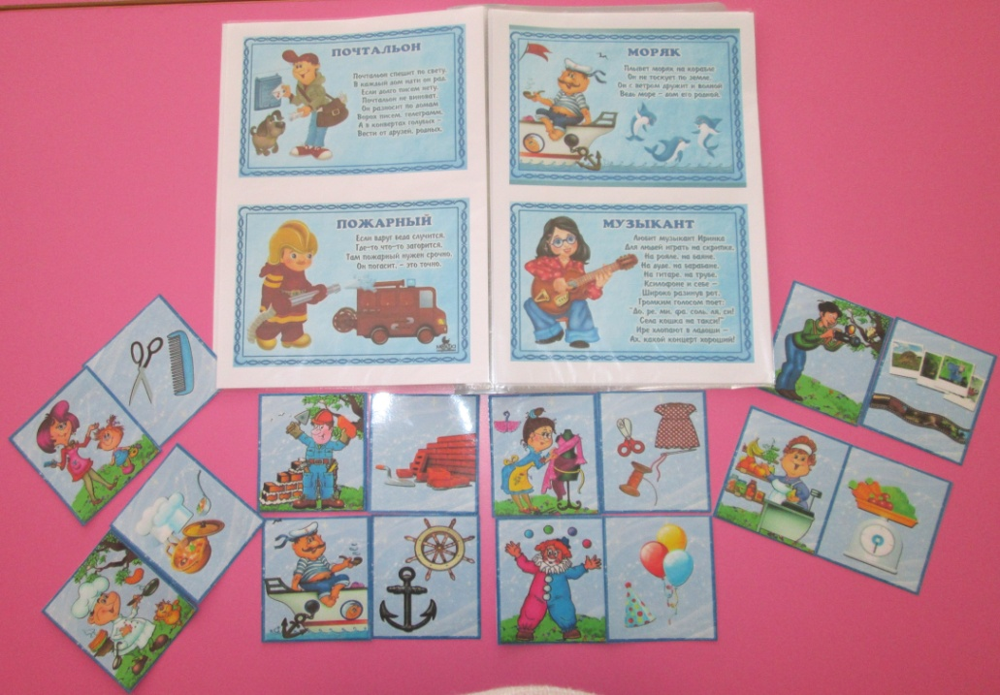 ПОЧТАЛЬОН
Почтальон спешит по свету,
В каждый дом идти он рад.
Если долго писем нету,
Почтальон не виноват.
Он разносит по домам
Ворох писем, телеграмм,
А в конвертах голубых –
Вести от друзей, родных.
МОРЯК
Плывёт моряк на корабле
Он не тоскует по земле.
Он с ветром дружит и волной
Ведь море – дом его родной.
ПОЖАРНЫЙ
Если вдруг беда случится,
Где-то что-то загорится,
Там пожарный нужен срочно.
Он погасит, – это точно.
МУЗЫКАНТ
Любит музыкант Иринка
Для людей играть на скрипке,
На рояле, на баяне,
На дуде, на барабане,
На гитаре, на трубе,
Ксилофоне и себе –
Широко разинув рот,
Громким голосом поёт:
"До, ре, ми, фа, соль, ля, си!
Села кошка на такси!"
Ире хлопают в ладоши –
Ах, какой концерт хороший!